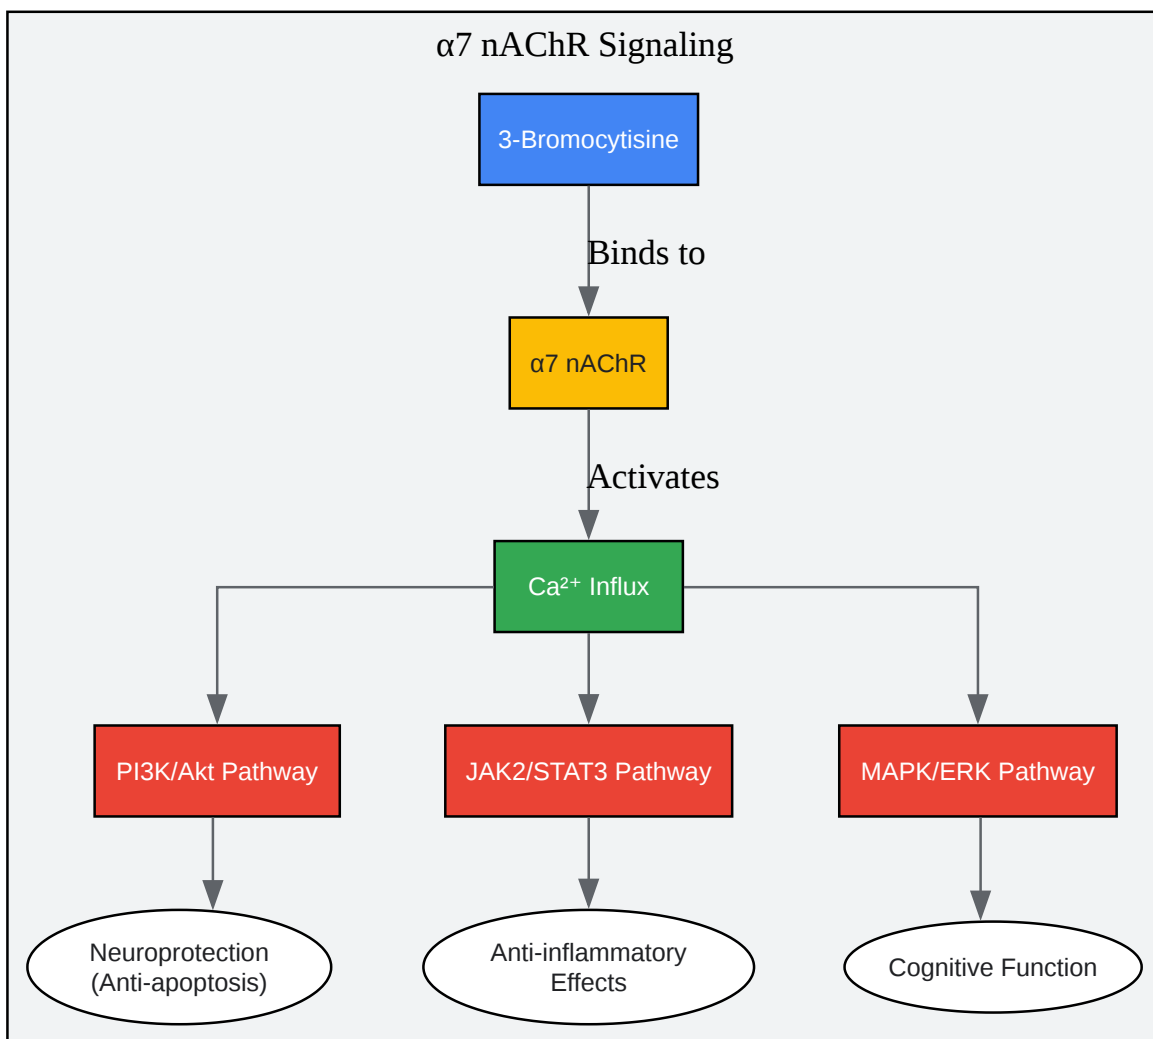 α7 nAChR Signaling
3-Bromocytisine
Binds to
α7 nAChR
Activates
Ca²⁺ Influx
PI3K/Akt Pathway
JAK2/STAT3 Pathway
MAPK/ERK Pathway
Neuroprotection
(Anti-apoptosis)
Anti-inflammatory
Effects
Cognitive Function